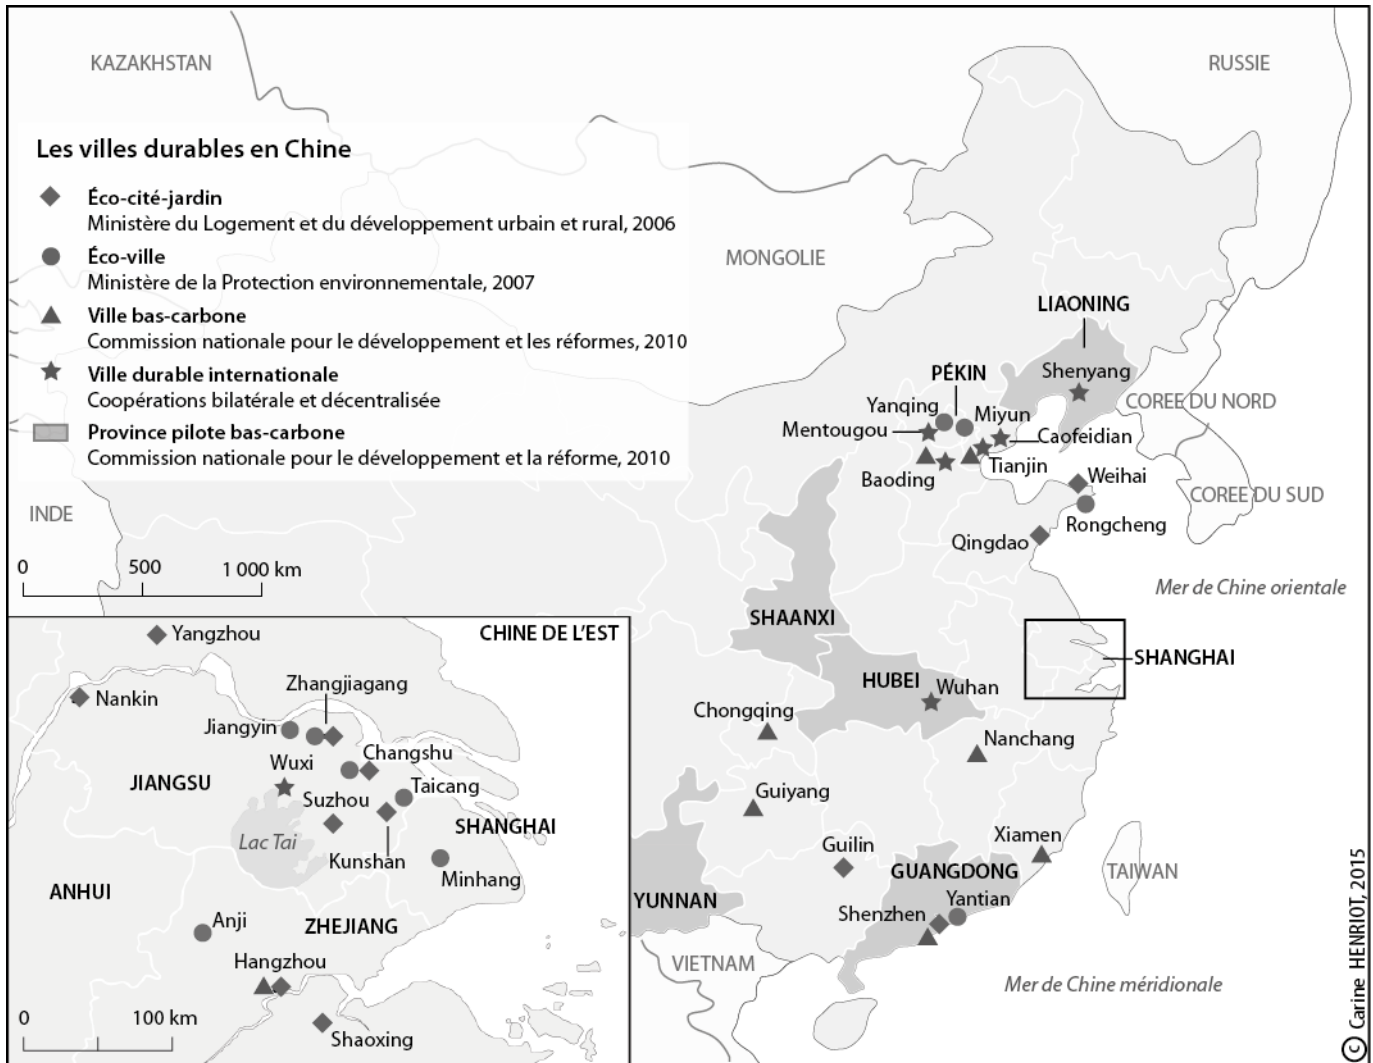 KAZAKHSTAN
RUSSIE
Les villes durables en Chine
Éco-cité-jardin
Ministère du Logement et du développement urbain et rural, 2006
Éco-ville
Ministère de la Protection environnementale, 2007
Ville bas-carbone
Commission nationale pour le développement et les réformes, 2010
Ville durable internationale
Coopérations bilatérale et décentralisée
Province pilote bas-carbone
Commission nationale pour le développement et la réforme, 2010
MONGOLIE
LIAONING
Shenyang
PÉKIN
Yanqing
Miyun
Mentougou
Caofeidian
Tianjin
Baoding
COREE DU NORD
Weihai
COREE DU SUD
Rongcheng
Qingdao
INDE
0 500 1 000 km
Mer de Chine orientale
SHAANXI
SHANGHAI
HUBEI
Wuhan
Chongqing
Nanchang
Guiyang
Xiamen
Guilin
GUANGDONG
TAIWAN
YUNNAN
Yantian
Shenzhen
VIETNAM
Mer de Chine méridionale
CHINE DE L'EST
Yangzhou
Zhangjiagang
Nankin
Jiangyin
Changshu
Wuxi
JIANGSU
Taicang
Suzhou
SHANGHAI
Lac Tai
Kunshan
Minhang
ANHUI
Anji
ZHEJIANG
Hangzhou
0 100 km
Shaoxing
© Carine HENRIOT, 2015